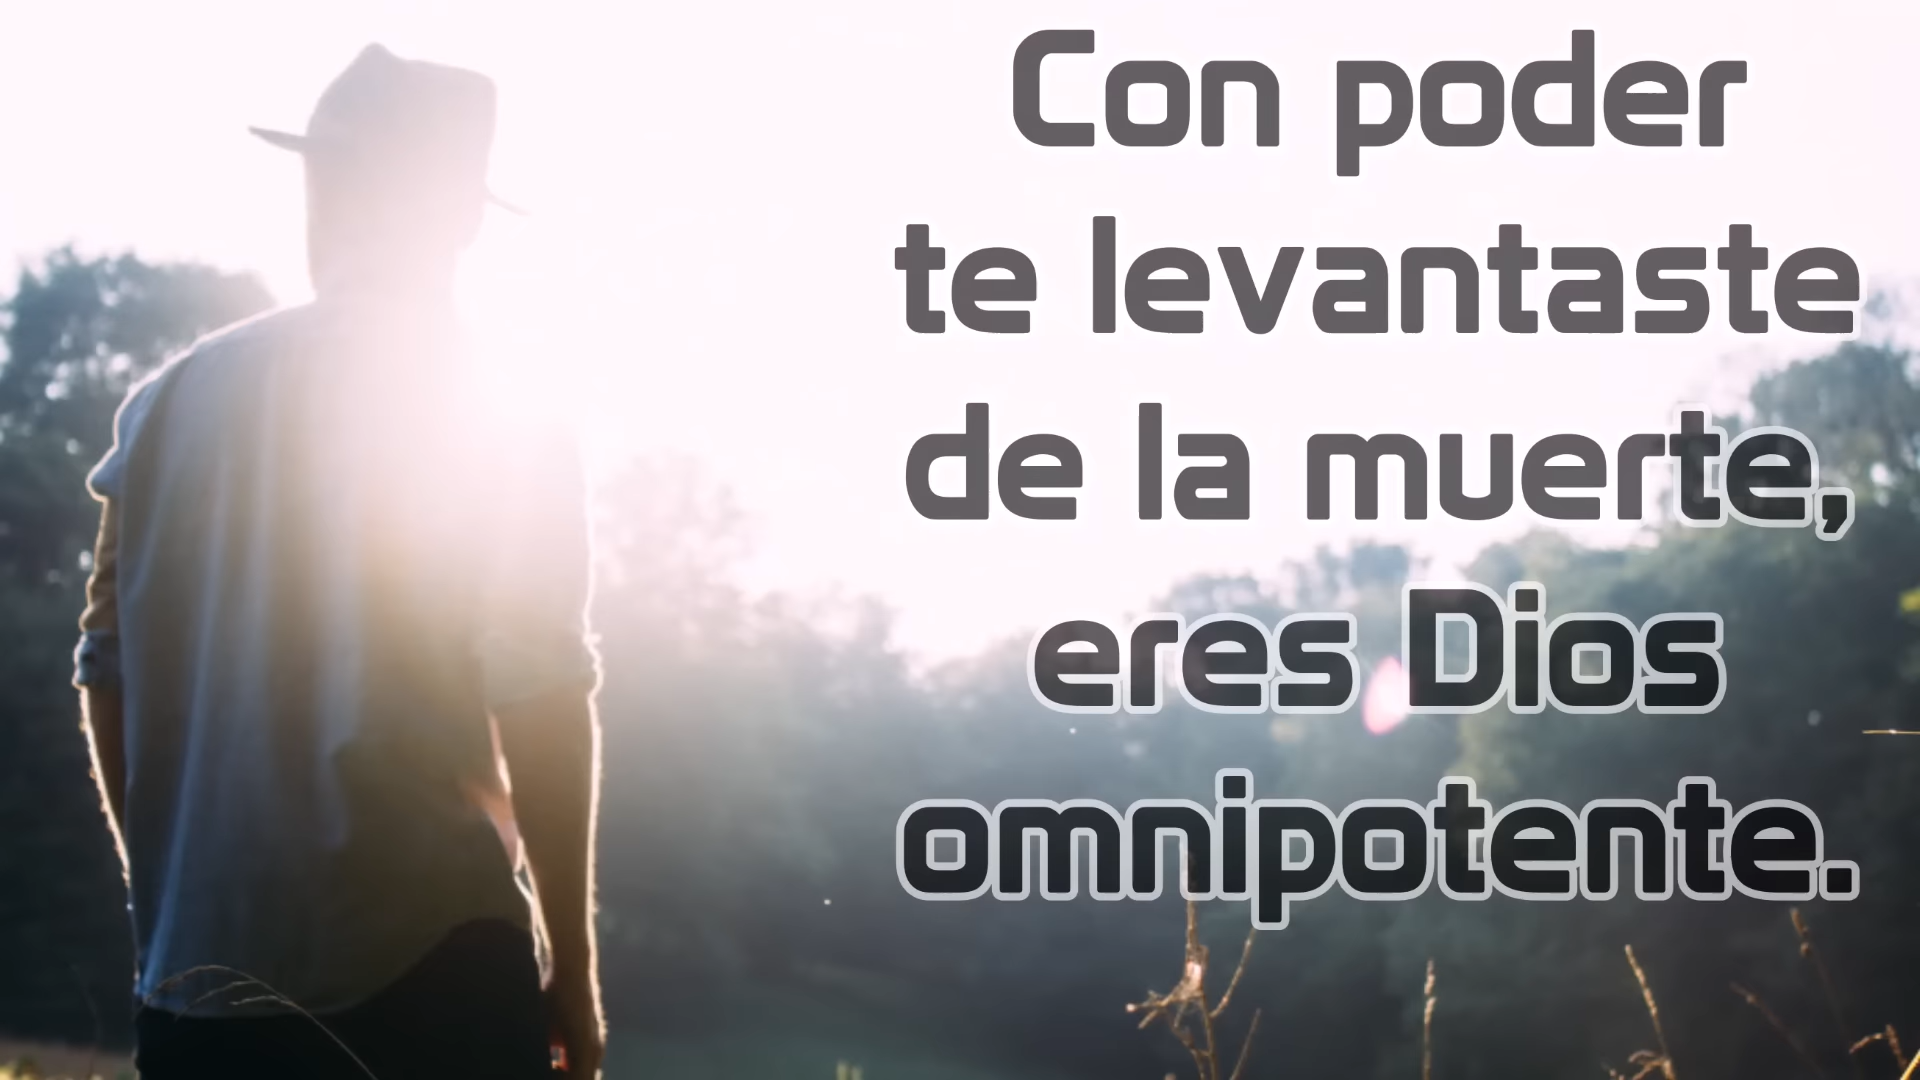 Con poder
te levantaste
de la muerte,
eres Dios
omnipotente.